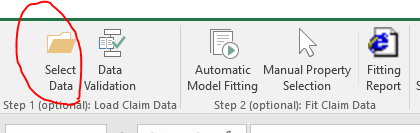 Select Data
Data Validation
Automatic Model Fitting
Manual Property Selection
Fitting Report
Step 1 (optional): Load Claim Data
Step 2 (optional): Fit Claim Data